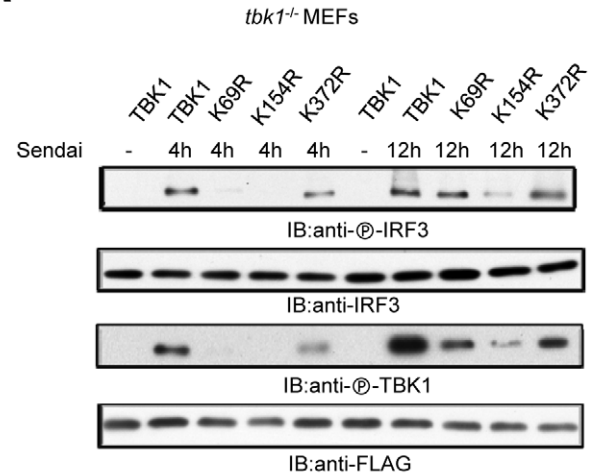 tbk1-/- MEFs
TBK1 TBK1 K69R K154R K372R TBK1 TBK1 K69R K154R K372R
Sendai - 4h 4h 4h 4h - 12h 12h 12h 12h
IB:anti-Ⓟ-IRF3
IB:anti-IRF3
IB:anti-Ⓟ-TBK1
IB:anti-FLAG